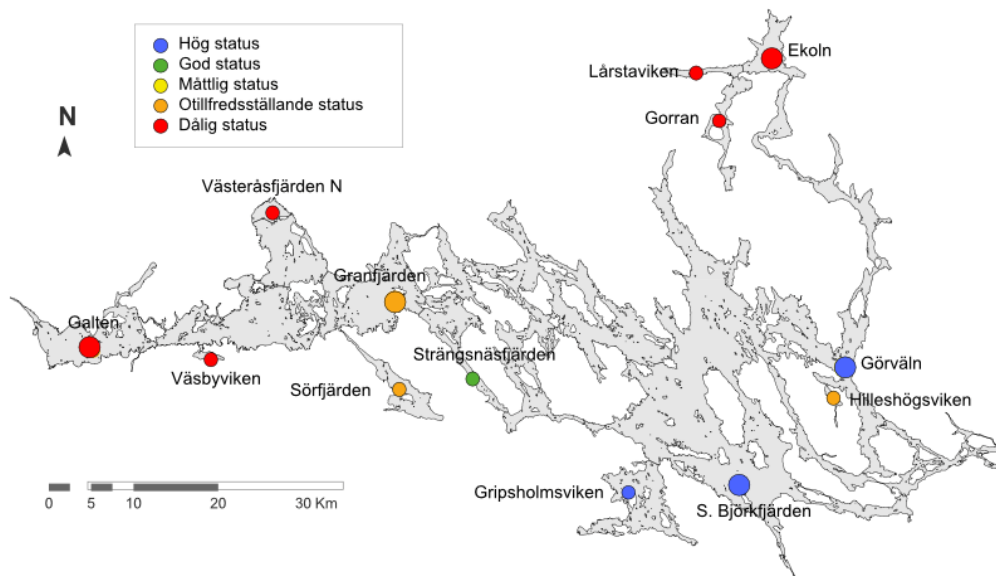 Hög status
God status
Måttlig status
Otillfredsställande status
Dålig status
N
Ekoln
Lårstaviken
Gorran
Västeråsfjärden N
Granfjärden
Galten
Strängsnäsfjärden
Väsbyviken
Sörfjärden
Görväln
Hilleshögsviken
Gripsholmsviken
S. Björkfjärden
0 5 10 20 30 Km